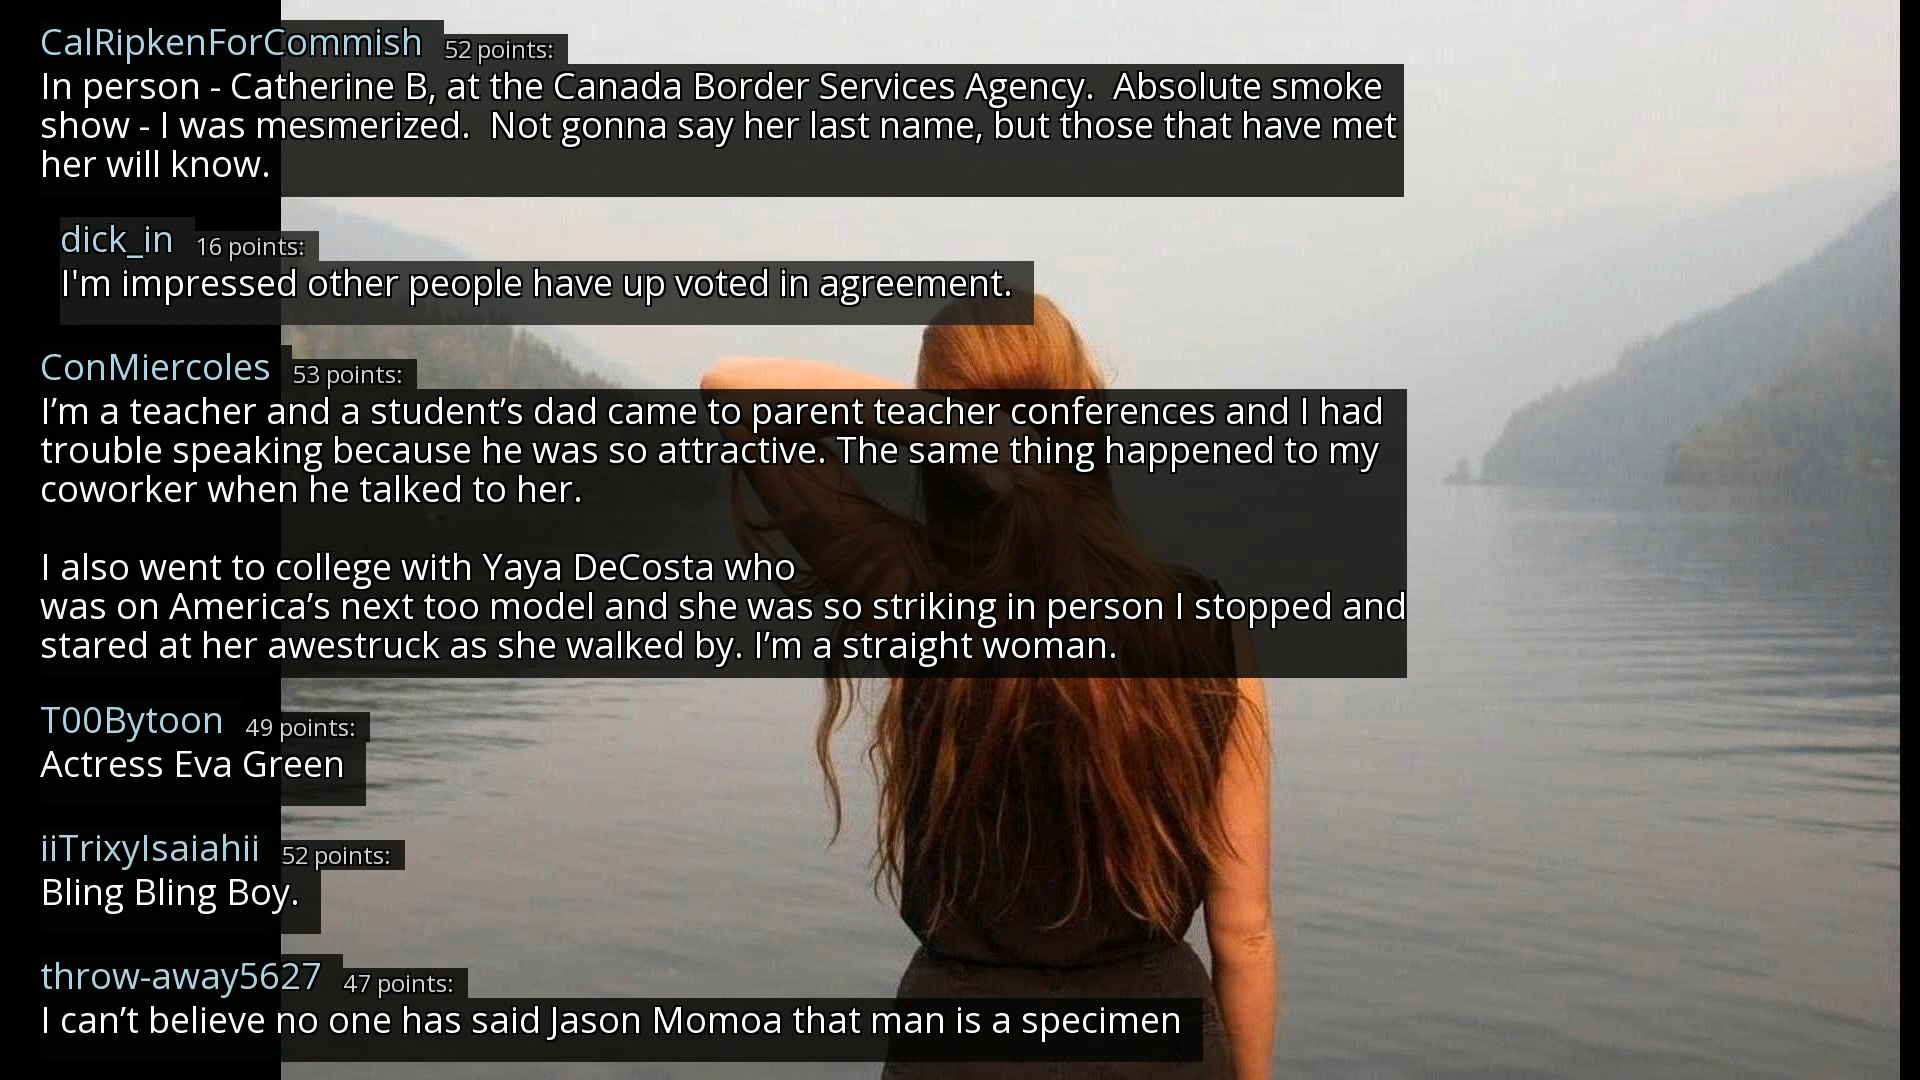 CalRipkenForCommish 52 points:
In person - Catherine B, at the Canada Border Services Agency.  Absolute smoke
show - I was mesmerized.  Not gonna say her last name, but those that have met
her will know.
dick_in 16 points:
I'm impressed other people have up voted in agreement.
ConMiercoles 53 points:
I’m a teacher and a student’s dad came to parent teacher conferences and I had
trouble speaking because he was so attractive. The same thing happened to my
coworker when he talked to her.
I also went to college with Yaya DeCosta who
was on America’s next too model and she was so striking in person I stopped and
stared at her awestruck as she walked by. I’m a straight woman.
T00Bytoon 49 points:
Actress Eva Green
iiTrixyIsaiahii 52 points:
Bling Bling Boy.
throw-away5627 47 points:
I can’t believe no one has said Jason Momoa that man is a specimen